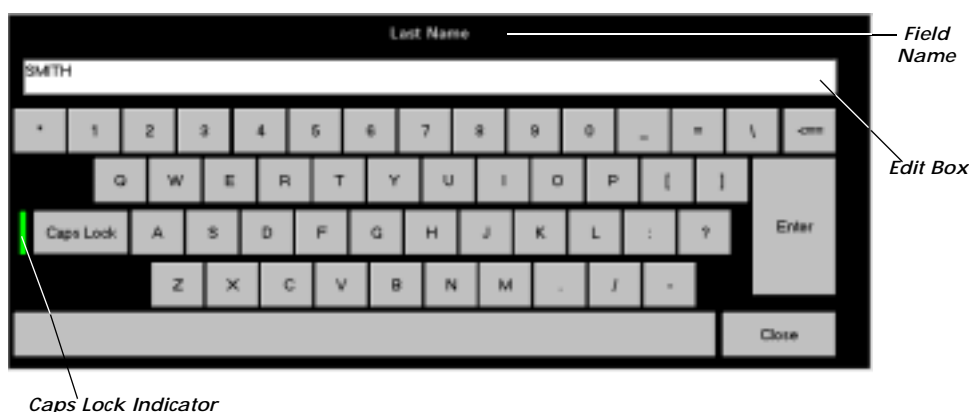 Last Name
Field Name
SMITH
* 1 2 3 4 5 6 7 8 9 0 _ = \ <==
Edit Box
Q W E R T Y U I O P [ ]
Enter
Caps Lock A S D F G H J K L : ?
Z X C V B N M . / -
Close
Caps Lock Indicator